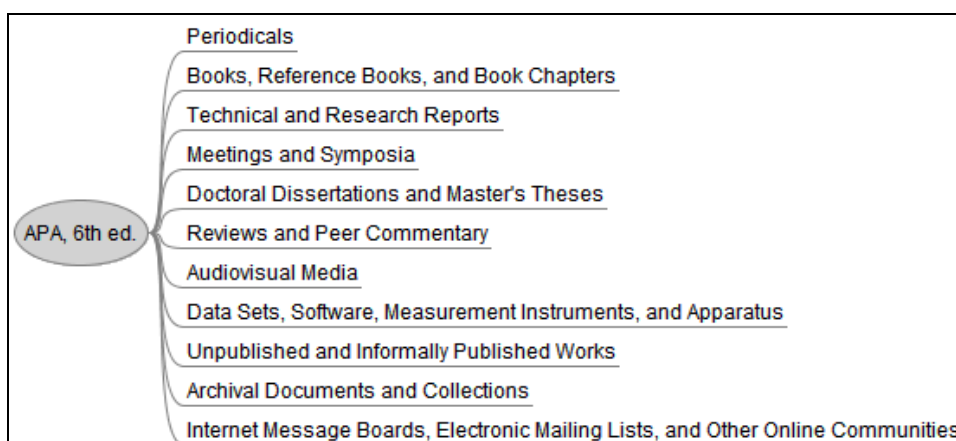 Periodicals
Books, Reference Books, and Book Chapters
Technical and Research Reports
Meetings and Symposia
Doctoral Dissertations and Master's Theses
APA, 6th ed.
Reviews and Peer Commentary
Audiovisual Media
Data Sets, Software, Measurement Instruments, and Apparatus
Unpublished and Informally Published Works
Archival Documents and Collections
Internet Message Boards, Electronic Mailing Lists, and Other Online Communities